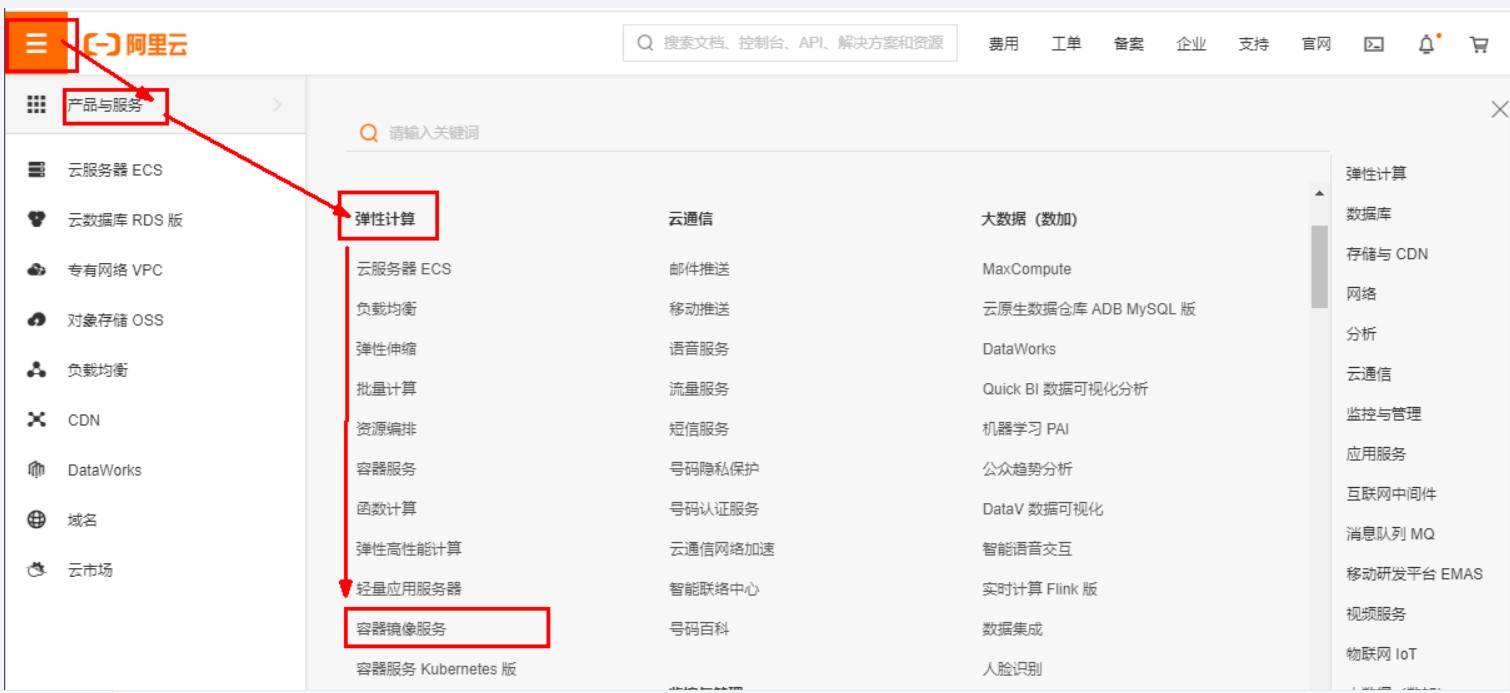 阿里云
搜索文档、控制台、API、解决方案和资源
费用 工单 备案 企业 支持 官网
产品与服务
云服务器 ECS
云数据库 RDS 版
专有网络 VPC
对象存储 OSS
负载均衡
CDN
DataWorks
域名
云市场
请输入关键词
弹性计算
云服务器 ECS
负载均衡
弹性伸缩
批量计算
资源编排
容器服务
函数计算
弹性高性能计算
轻量应用服务器
容器镜像服务
容器服务 Kubernetes 版
云通信
邮件推送
移动推送
语音服务
流量服务
短信服务
号码隐私保护
号码认证服务
云通信网络加速
智能联络中心
号码百科
大数据（数加）
MaxCompute
云原生数据仓库 ADB MySQL 版
DataWorks
Quick BI 数据可视化分析
机器学习 PAI
公众趋势分析
DataV 数据可视化
智能语音交互
实时计算 Flink 版
数据集成
人脸识别
弹性计算
数据库
存储与 CDN
网络
分析
云通信
监控与管理
应用服务
互联网中间件
消息队列 MQ
移动研发平台 EMAS
视频服务
物联网 IoT